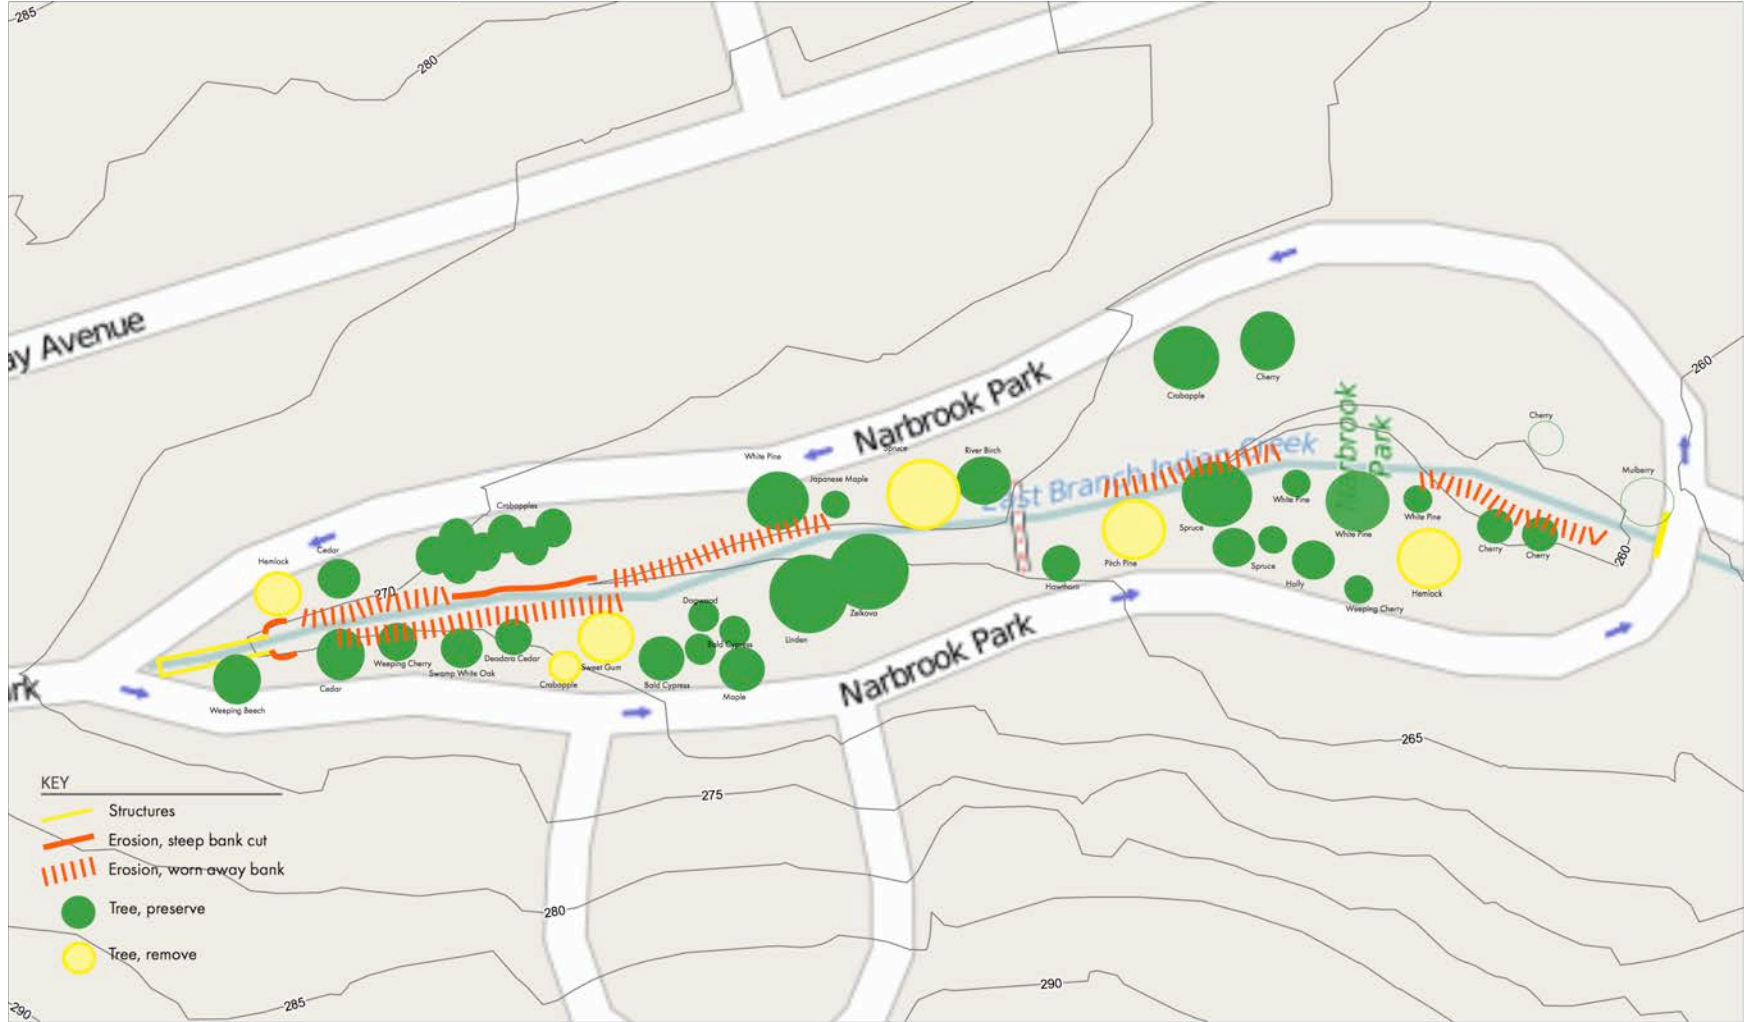 285
280
ay Avenue
260
Narbrook Park
Narbrook
Park
East Branch Indian Creek
Crabapple
Cherry
Cherry
Mulberry
Spruce
River Birch
White Pine
Japanese Maple
Crabapples
Hemlock
Cedar
270
White Pine
Spruce
White Pine
White Pine
Cherry
Cherry
260
Pitch Pine
Hawthorn
Spruce
Holly
Weeping Cherry
Hemlock
Dogwood
Linden
Zelkova
Bald Cypress
Weeping Cherry
Deodara Cedar
Swamp White Oak
Sweet Gum
Crabapple
Bald Cypress
Maple
Cedar
Weeping Beech
ark
Narbrook Park
265
275
280
285
290
290
KEY
Structures
Erosion, steep bank cut
Erosion, worn away bank
Tree, preserve
Tree, remove